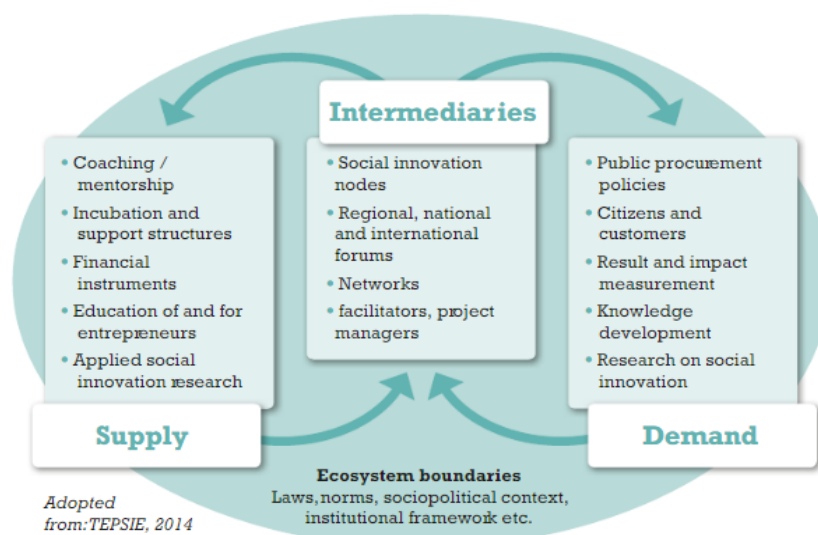 Intermediaries
• Coaching /
mentorship
• Incubation and
support structures
• Financial
instruments
• Education of and for
entrepreneurs
• Applied social
innovation research
Supply
• Social innovation
nodes
• Regional, national
and international
forums
• Networks
• facilitators, project
managers
• Public procurement
policies
• Citizens and
customers
• Result and impact
measurement
• Knowledge
development
• Research on social
innovation
Demand
Ecosystem boundaries
Laws,norms, sociopolitical context,
institutional framework etc.
Adopted
from:TEPSIE, 2014